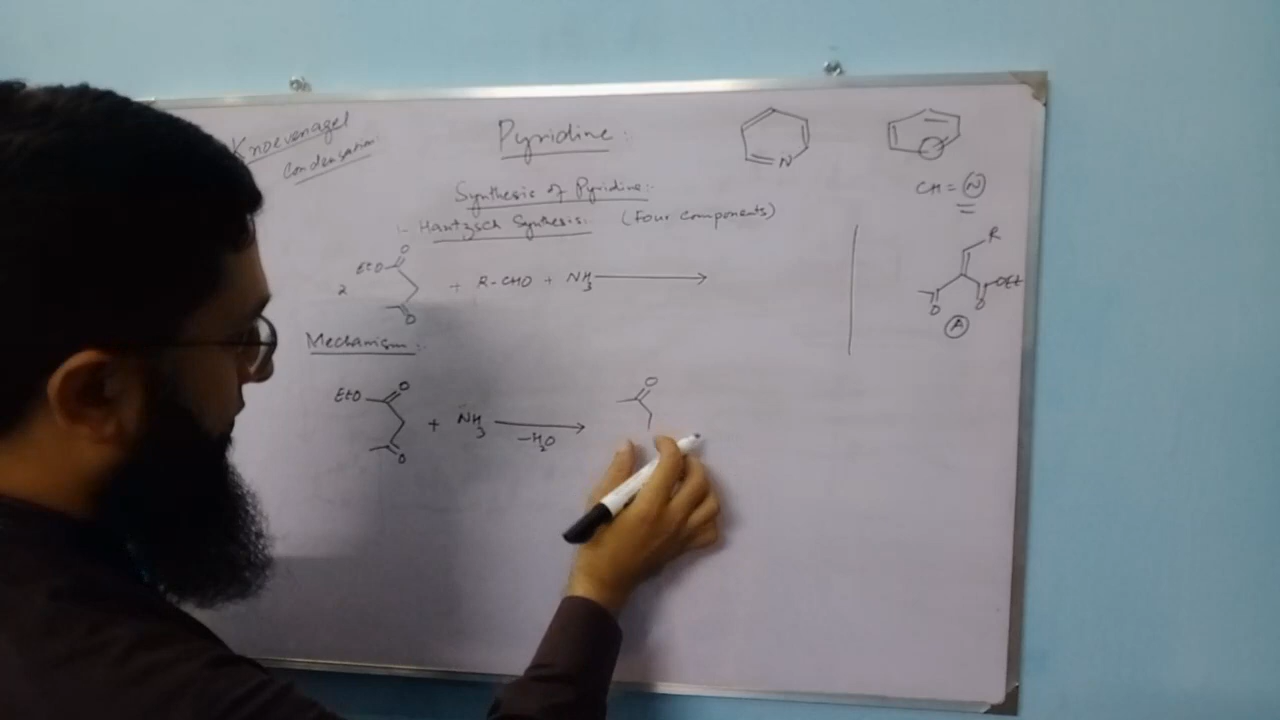 Knoevenagel
Condensation
Pyridine:
N
CH = N
Synthesis of Pyridine:-
1- Hantzsch Synthesis: (Four Components)
2 EtO O O + R-CHO + NH3
R
O O OEt
A
Mechanism:-
EtO O O + NH3 -H2O O